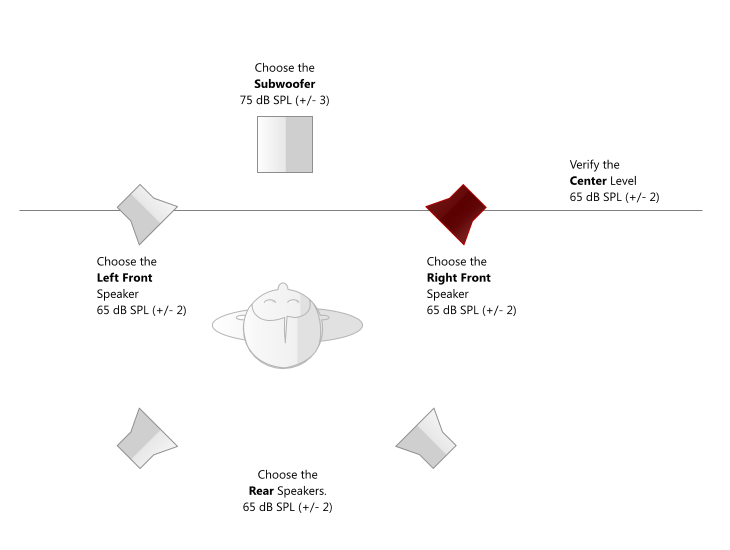 Choose the
Subwoofer
75 dB SPL (+/- 3)
Verify the
Center Level
65 dB SPL (+/- 2)
Choose the
Left Front
Speaker
65 dB SPL (+/- 2)
Choose the
Right Front
Speaker
65 dB SPL (+/- 2)
Choose the
Rear Speakers.
65 dB SPL (+/- 2)